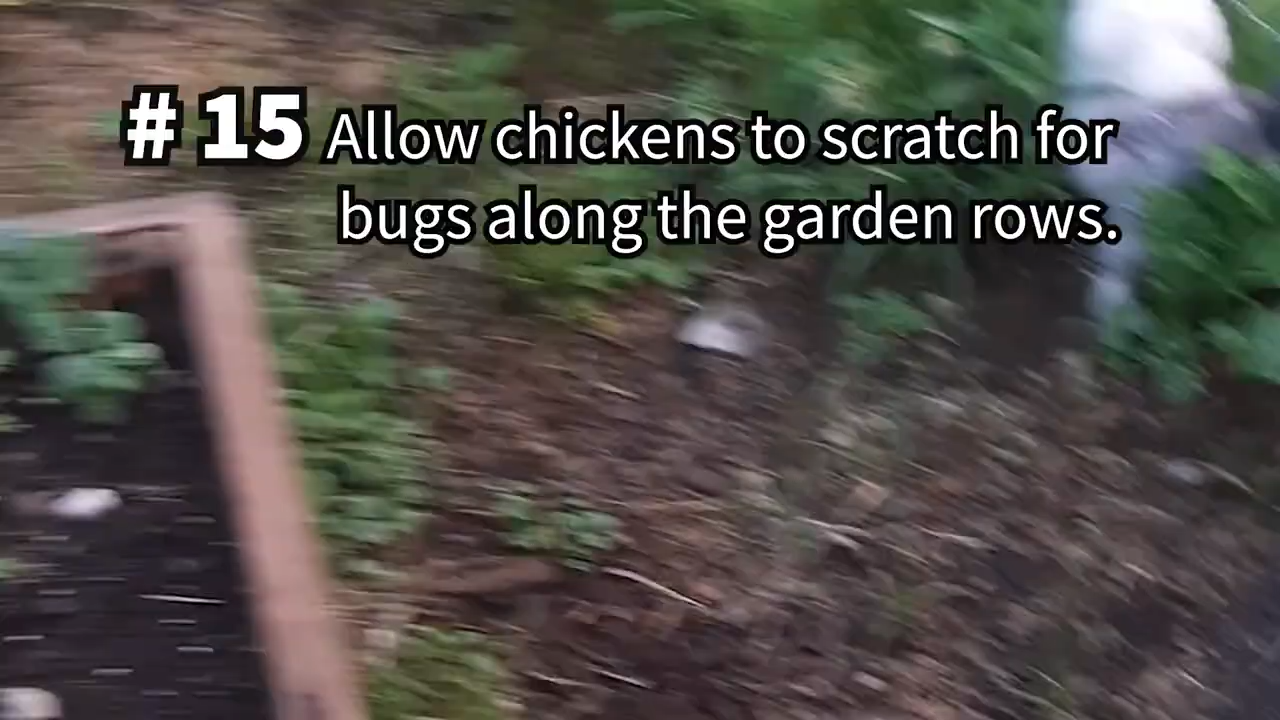 # 15 Allow chickens to scratch for
bugs along the garden rows.